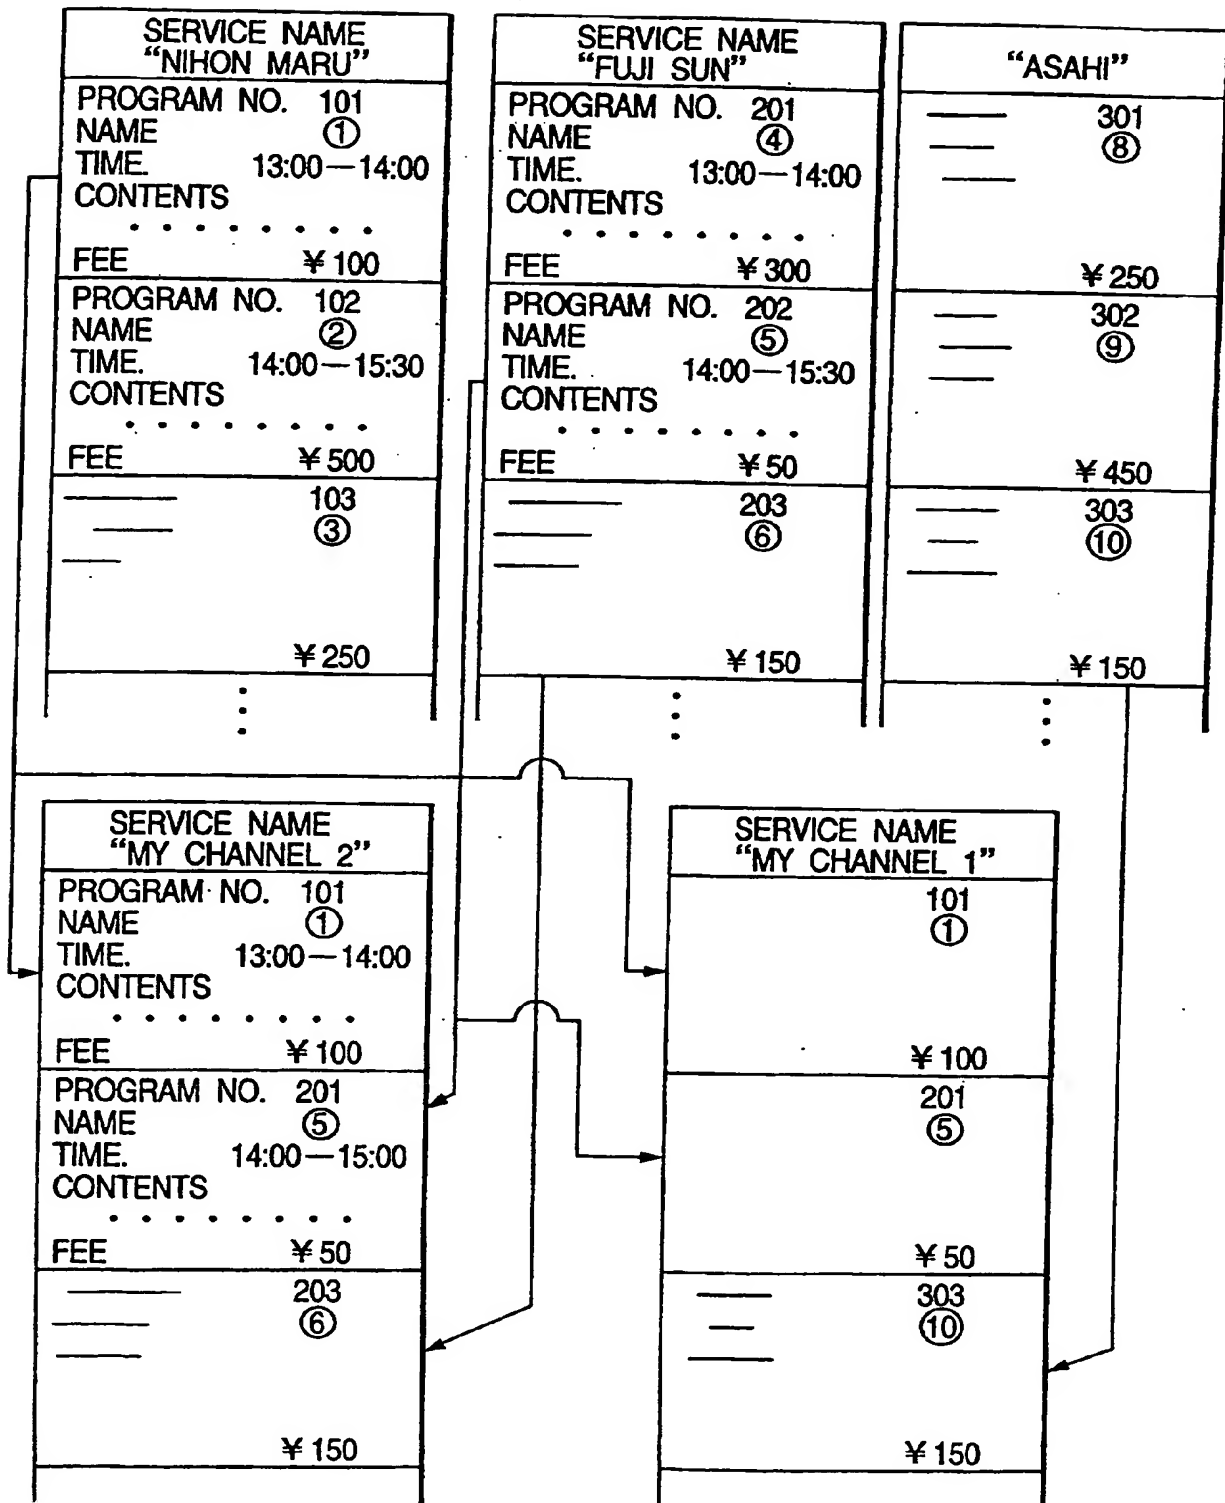 SERVICE NAME
“NIHON MARU”
PROGRAM NO. 101
NAME ①
TIME. 13:00—14:00
CONTENTS
• • • • • • • •
FEE ¥100
PROGRAM NO. 102
NAME ②
TIME. 14:00—15:30
CONTENTS
• • • • • • • •
FEE ¥500
103
③
¥250
SERVICE NAME
“FUJI SUN”
PROGRAM NO. 201
NAME ④
TIME. 13:00—14:00
CONTENTS
• • • • • • • •
FEE ¥300
PROGRAM NO. 202
NAME ⑤
TIME. 14:00—15:30
CONTENTS
• • • • • • • •
FEE ¥50
203
⑥
¥150
“ASAHI”
301
⑧
¥250
302
⑨
¥450
303
⑩
¥150
SERVICE NAME
“MY CHANNEL 2”
PROGRAM NO. 101
NAME ①
TIME. 13:00—14:00
CONTENTS
• • • • • • • •
FEE ¥100
PROGRAM NO. 201
NAME ⑤
TIME. 14:00—15:00
CONTENTS
• • • • • • • •
FEE ¥50
203
⑥
¥150
SERVICE NAME
“MY CHANNEL 1”
101
①
¥100
201
⑤
¥50
303
⑩
¥150